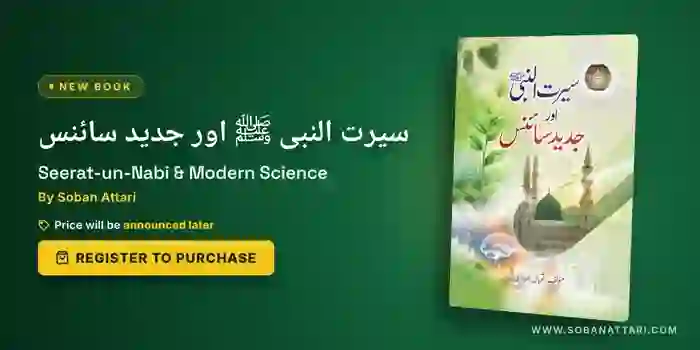 NEW BOOK
سیرت النبی ﷺ اور جدید سائنس
Seerat-un-Nabi & Modern Science
By Soban Attari
Price will be announced later
REGISTER TO PURCHASE
سیرت النبی ﷺ
اور
جدید سائنس
WWW.SOBANATTARI.COM